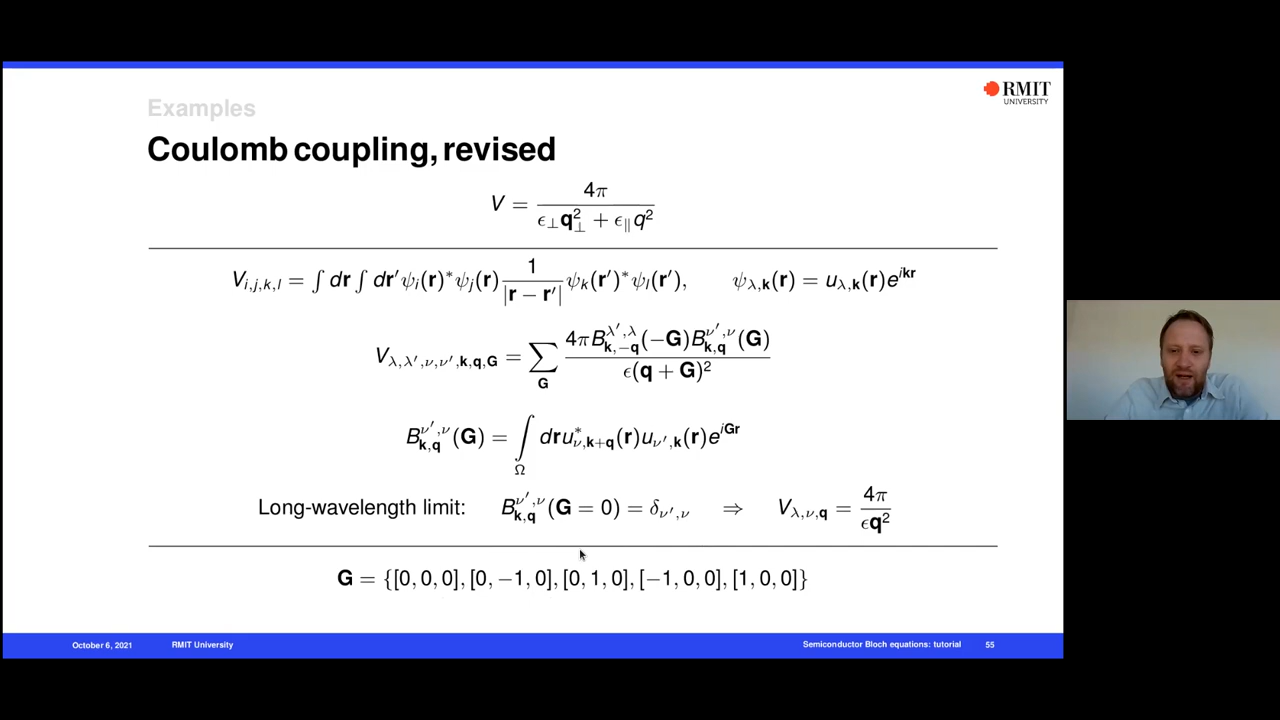 RMIT
UNIVERSITY
Examples
Coulomb coupling, revised
V = 4π / (ϵ⊥q⊥² + ϵ∥q²)
V_{i,j,k,l} = ∫ dr ∫ dr′ψ_i(r)*ψ_j(r) 1/|r − r′| ψ_k(r′)*ψ_l(r′), ψ_{λ,k}(r) = u_{λ,k}(r)e^{ikr}
V_{λ,λ′,ν,ν′,k,q,G} = ∑_G 4πB^{λ′,λ}_{k,−q}(−G)B^{ν′,ν}_{k,q}(G) / ϵ(q + G)²
B^{ν′,ν}_{k,q}(G) = ∫_Ω dru*_{ν,k+q}(r)u_{ν′,k}(r)e^{iGr}
Long-wavelength limit: B^{ν′,ν}_{k,q}(G = 0) = δ_{ν′,ν} ⇒ V_{λ,ν,q} = 4π / ϵq²
G = {[0, 0, 0], [0, −1, 0], [0, 1, 0], [−1, 0, 0], [1, 0, 0]}
October 6, 2021 RMIT University Semiconductor Bloch equations: tutorial 55